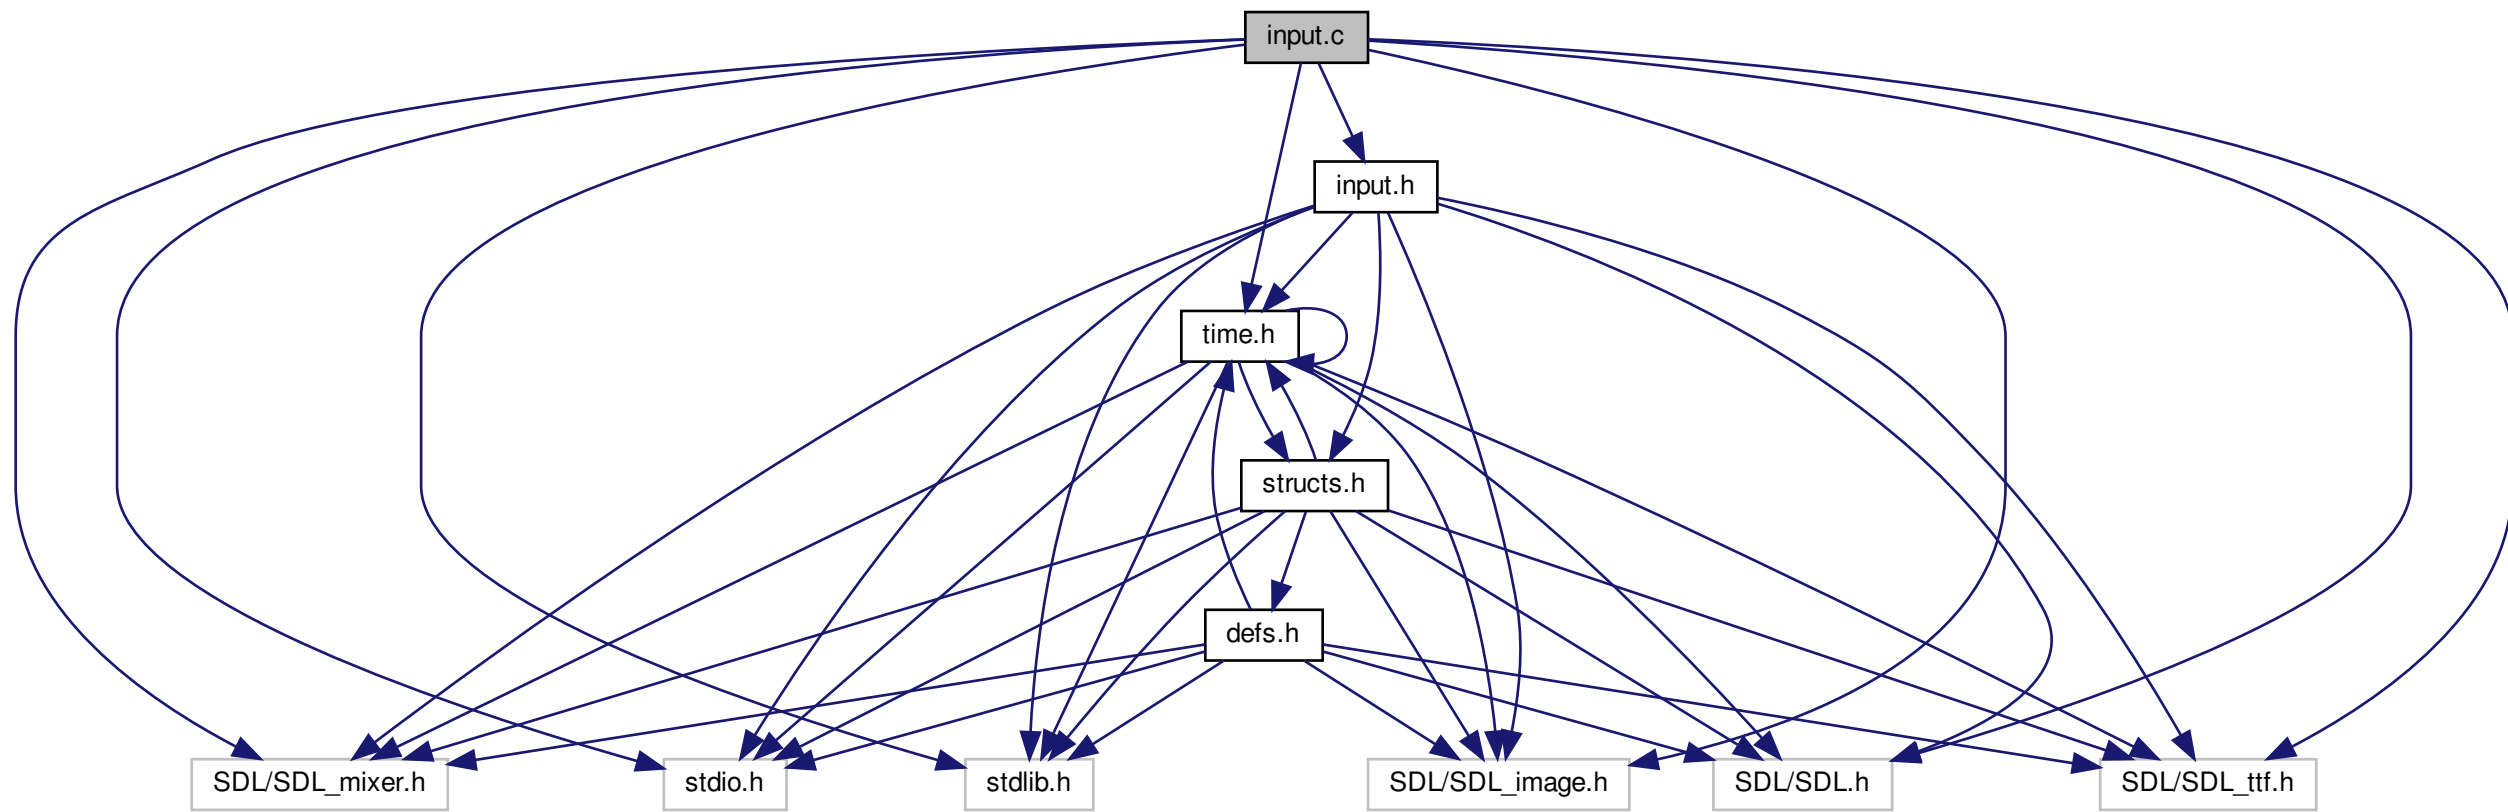 input.c
input.h
time.h
structs.h
defs.h
SDL/SDL_mixer.h
stdio.h
stdlib.h
SDL/SDL_image.h
SDL/SDL.h
SDL/SDL_ttf.h